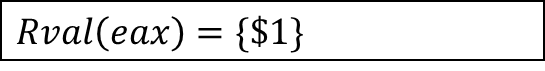 Rval(eax) = {$1}